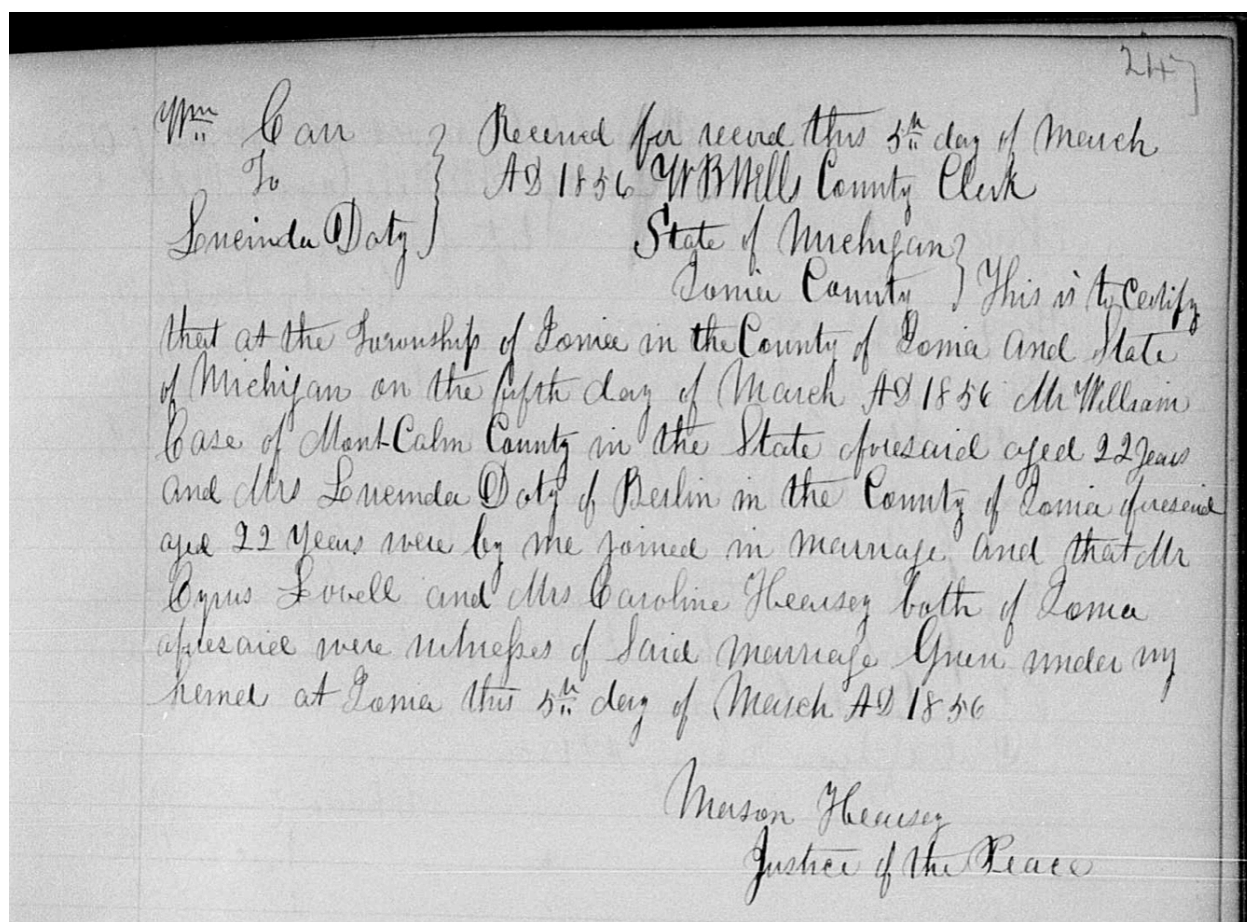 247
Wm Carr } Received for record this 5th day of March
To } AD 1856 W B Wells County Clerk
Lucinda Doty } State of Michigan }
Ionia County } This is to Certify
that at the Township of Ionia in the County of Ionia and State
of Michigan on the fifth day of March AD 1856 Mr William
Case of Mont-Calm County in the State aforesaid aged 22 years
and Mrs Lucinda Doty of Berlin in the County of Ionia aforesaid
aged 22 Years were by me joined in marriage and that Mr
Cyrus Lovell and Mrs Caroline Hearsey both of Ionia
aforesaid were witnesses of Said marriage Given under my
hand at Ionia this 5th day of March AD 1856
Mason Hearsey
Justice of the Peace